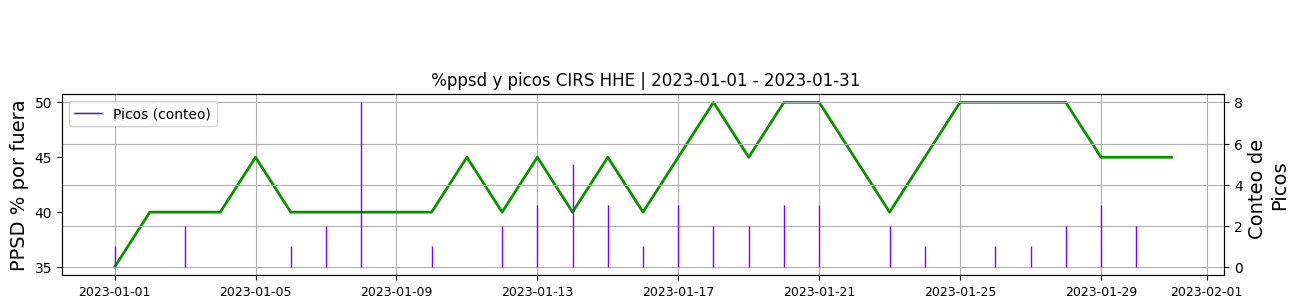 %ppsd y picos CIRS HHE | 2023-01-01 - 2023-01-31
Picos (conteo)
PPSD % por fuera
50
45
40
35
8
6
4
2
0
Conteo de
Picos
2023-01-01 2023-01-05 2023-01-09 2023-01-13 2023-01-17 2023-01-21 2023-01-25 2023-01-29 2023-02-01